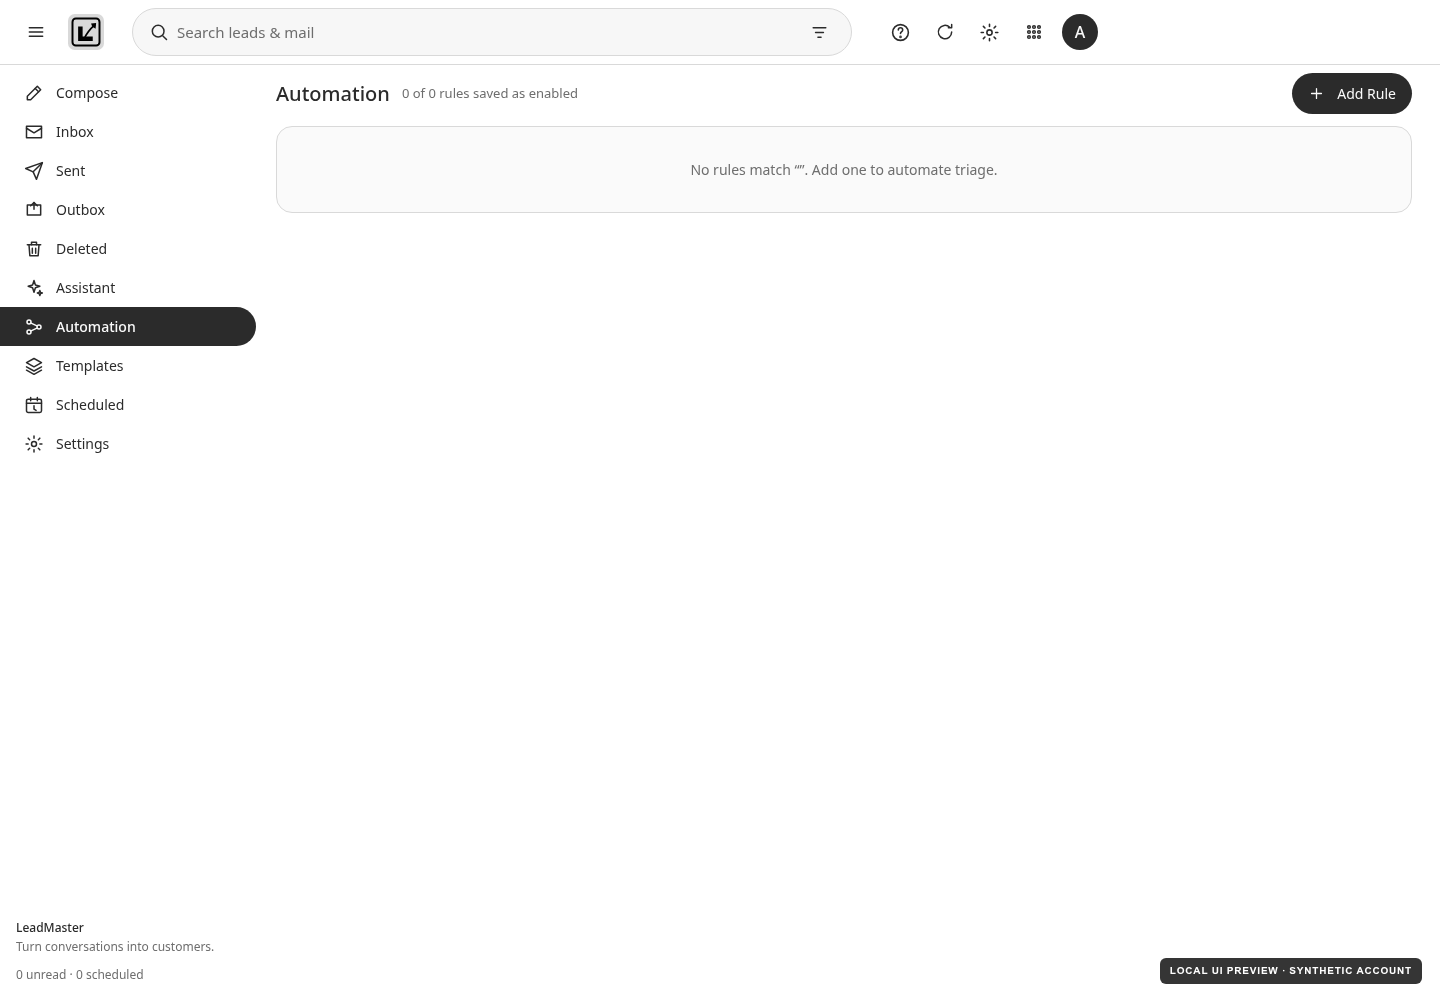 Search leads & mail
A
Compose
Inbox
Sent
Outbox
Deleted
Assistant
Automation
Templates
Scheduled
Settings
Automation 0 of 0 rules saved as enabled
Add Rule
No rules match “”. Add one to automate triage.
LeadMaster
Turn conversations into customers.
0 unread · 0 scheduled
LOCAL UI PREVIEW · SYNTHETIC ACCOUNT